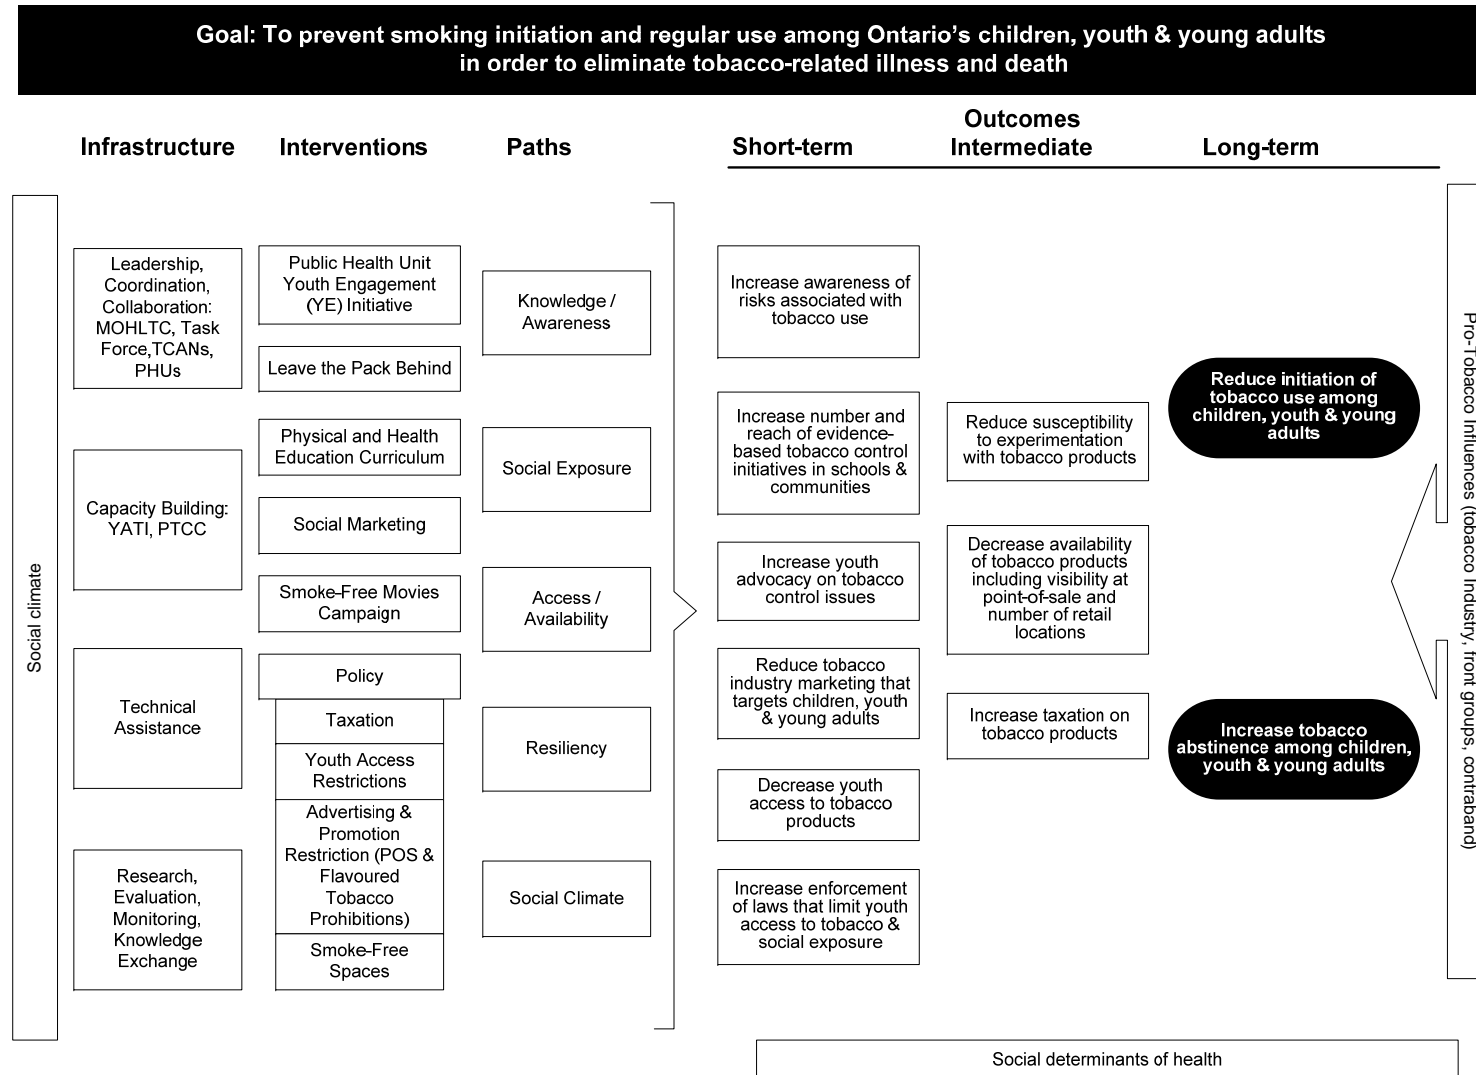 Goal: To prevent smoking initiation and regular use among Ontario's children, youth & young adults
in order to eliminate tobacco-related illness and death
Infrastructure
Interventions
Paths
Outcomes
Short-term
Intermediate
Long-term
Social climate
Leadership,
Coordination,
Collaboration:
MOHLTC, Task
Force,TCANs,
PHUs
Capacity Building:
YATI, PTCC
Technical
Assistance
Research,
Evaluation,
Monitoring,
Knowledge
Exchange
Public Health Unit
Youth Engagement
(YE) Initiative
Leave the Pack Behind
Physical and Health
Education Curriculum
Social Marketing
Smoke-Free Movies
Campaign
Policy
Taxation
Youth Access
Restrictions
Advertising &
Promotion
Restriction (POS &
Flavoured
Tobacco
Prohibitions)
Smoke-Free
Spaces
Knowledge /
Awareness
Social Exposure
Access /
Availability
Resiliency
Social Climate
Increase awareness of
risks associated with
tobacco use
Increase number and
reach of evidence-
based tobacco control
initiatives in schools &
communities
Increase youth
advocacy on tobacco
control issues
Reduce tobacco
industry marketing that
targets children, youth
& young adults
Decrease youth
access to tobacco
products
Increase enforcement
of laws that limit youth
access to tobacco &
social exposure
Reduce susceptibility
to experimentation
with tobacco products
Decrease availability
of tobacco products
including visibility at
point-of-sale and
number of retail
locations
Increase taxation on
tobacco products
Reduce initiation of
tobacco use among
children, youth & young
adults
Increase tobacco
abstinence among children,
youth & young adults
Pro-Tobacco Influences (tobacco Industry, front groups, contraband)
Social determinants of health